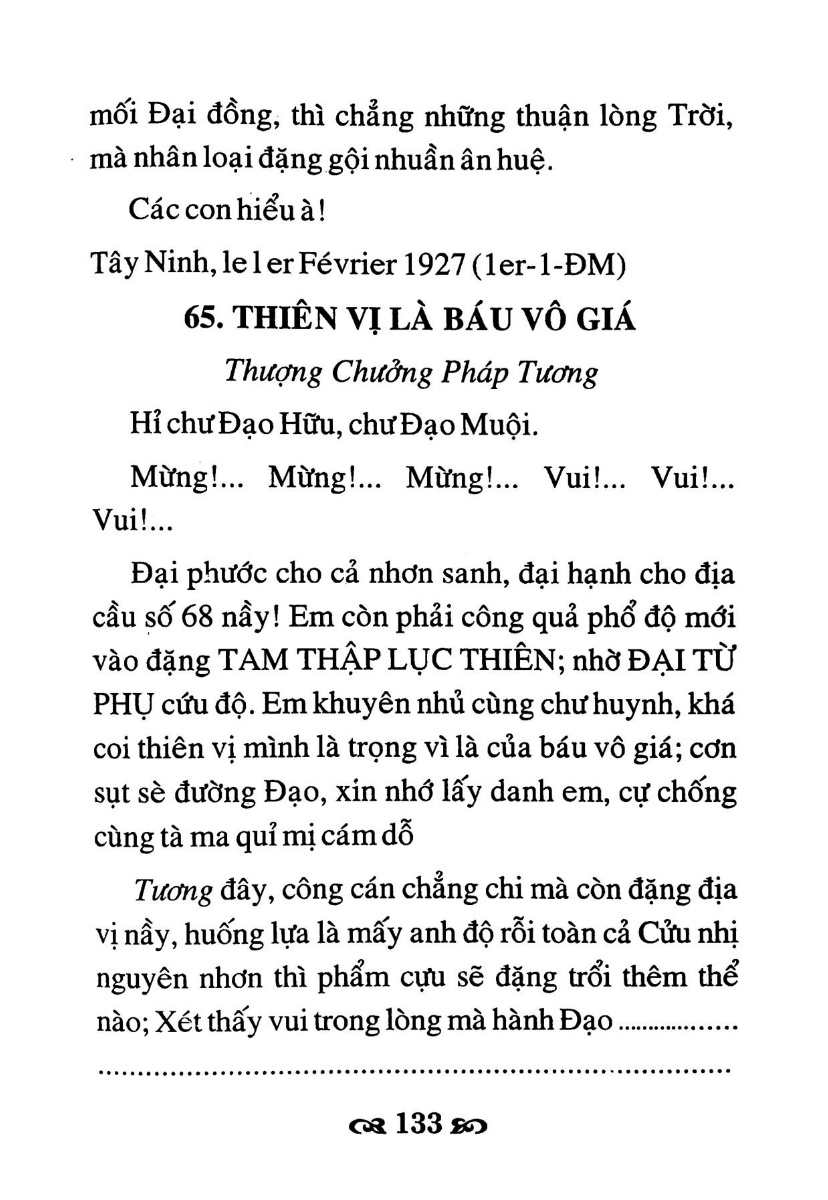 mối Đại đồng, thì chẳng những thuận lòng Trời,
mà nhân loại đặng gội nhuần ân huệ.
Các con hiểu à!
Tây Ninh, le 1er Février 1927 (1er-1-ĐM)
65. THIÊN VỊ LÀ BÁU VÔ GIÁ
Thượng Chưởng Pháp Tương
Hỉ chư Đạo Hữu, chư Đạo Muội.
Mừng!... Mừng!... Mừng!... Vui!... Vui!...
Vui!...
Đại phước cho cả nhơn sanh, đại hạnh cho địa
cầu số 68 nầy! Em còn phải công quả phổ độ mới
vào đặng TAM THẬP LỤC THIÊN; nhờ ĐẠI TỪ
PHỤ cứu độ. Em khuyên nhủ cùng chư huynh, khá
coi thiên vị mình là trọng vì là của báu vô giá; cơn
sụt sè đường Đạo, xin nhớ lấy danh em, cự chống
cùng tà ma quỉ mị cám dỗ
Tương đây, công cán chẳng chi mà còn đặng địa
vị nầy, huống lựa là mấy anh độ rỗi toàn cả Cửu nhị
nguyên nhơn thì phẩm cựu sẽ đặng trổi thêm thể
nào; Xét thấy vui trong lòng mà hành Đạo ...................
................................................................................
133